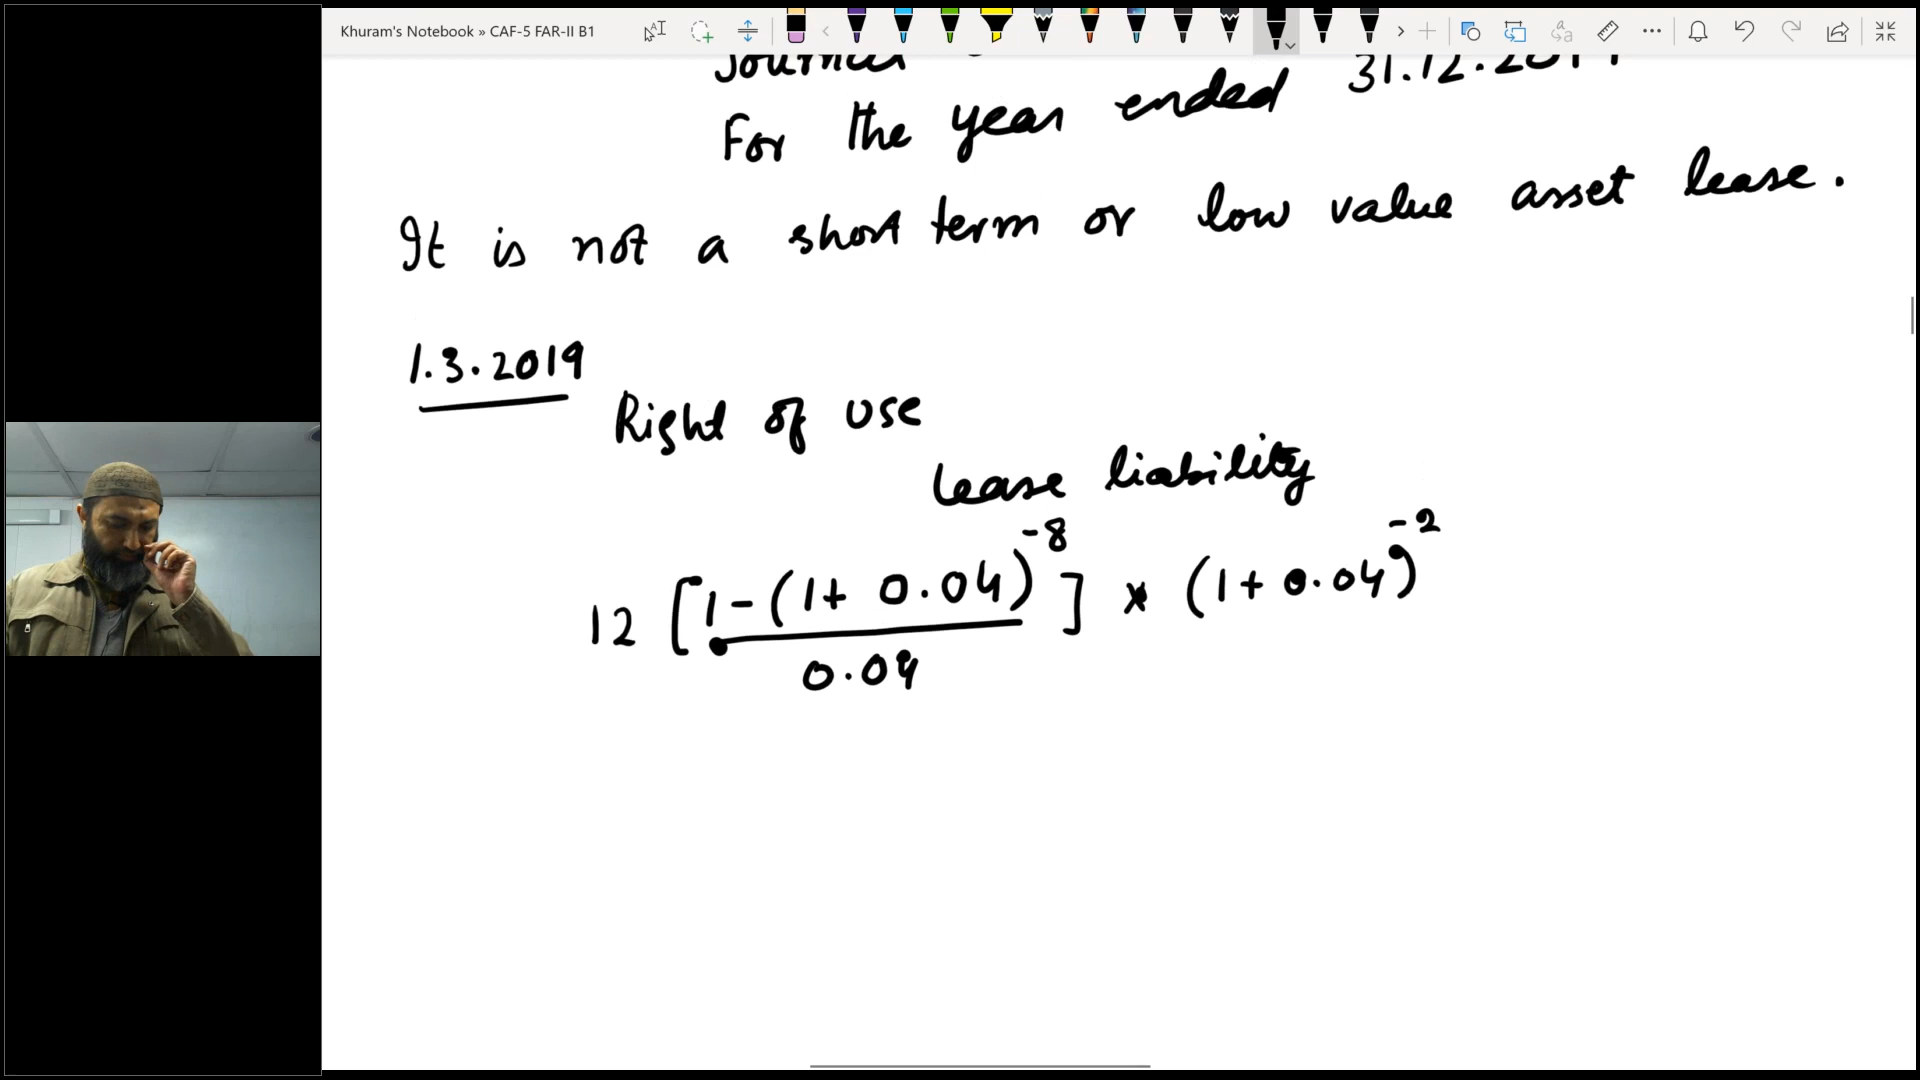 Khuram's Notebook » CAF-5 FAR-II B1
For the year ended
It is not a short term or low value asset lease.
1.3.2019
Right of use
Lease liability
12 [1-(1+0.04)^-8] × (1+0.04)^-2
0.04